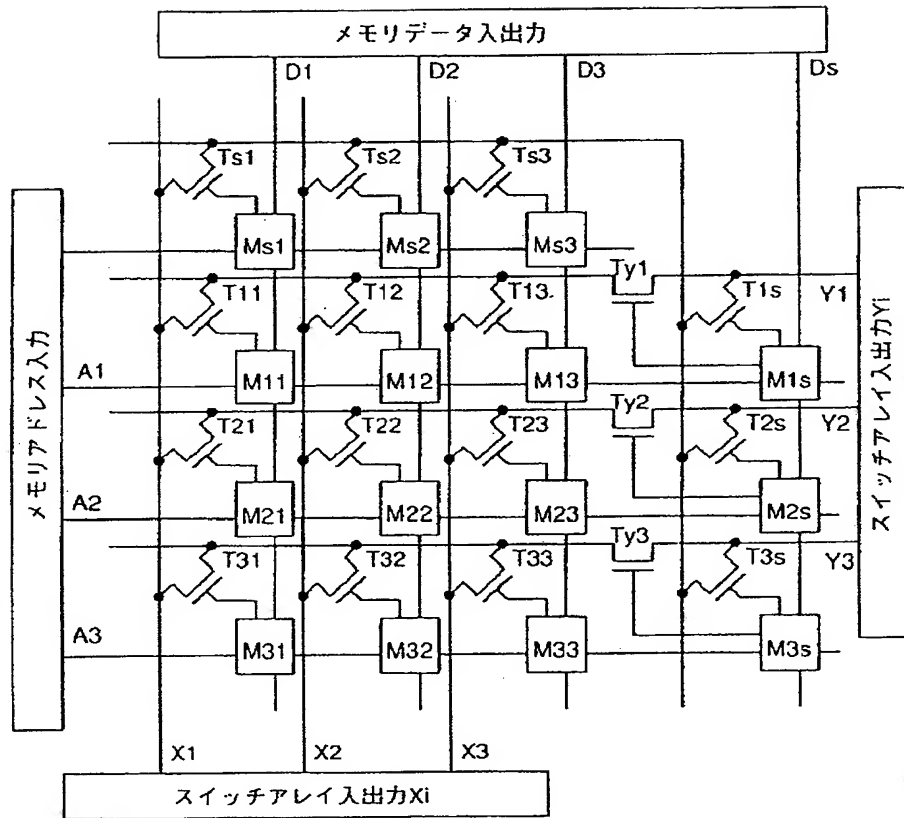 メモリデータ入出力
D1 D2 D3 Ds
Ts1 Ts2 Ts3
Ms1 Ms2 Ms3
Ty1
T11 T12 T13 T1s Y1
A1
M11 M12 M13 M1s
Ty2
T21 T22 T23 T2s Y2
A2
M21 M22 M23 M2s
Ty3
T31 T32 T33 T3s Y3
A3
M31 M32 M33 M3s
X1 X2 X3
メモリアドレス入力
スイッチアレイ入出力Yi
スイッチアレイ入出力Xi